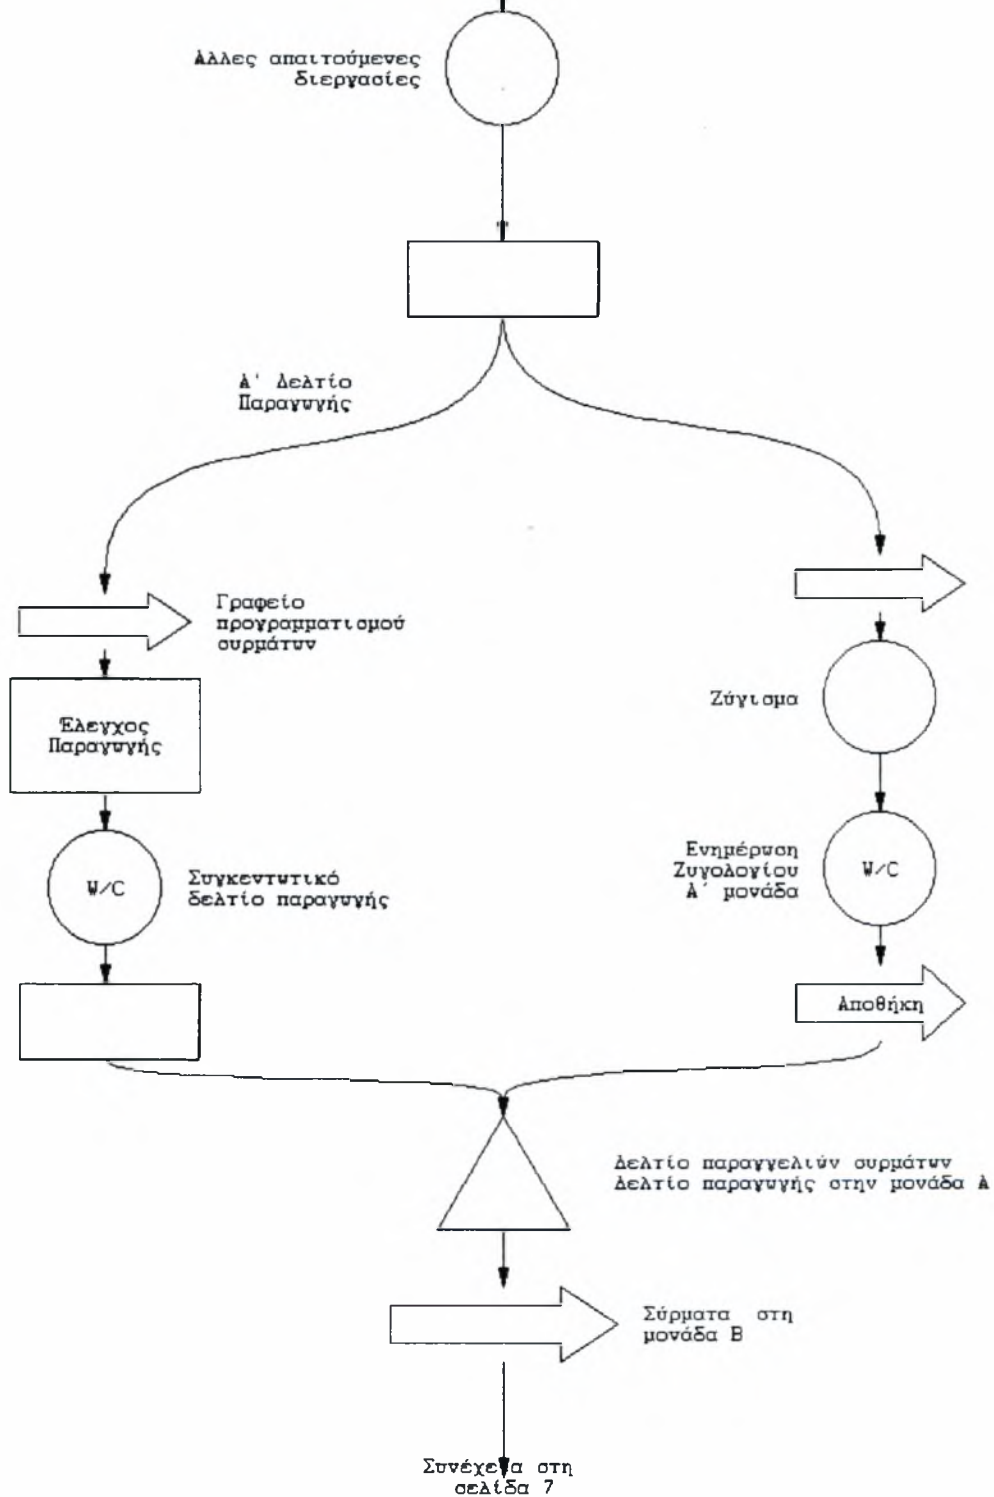 Άλλες απαιτούμενες
διεργασίες
Α' Δελτίο
Παραγωγής
Γραφείο
προγραμματισμού
συρμάτων
Έλεγχος
Παραγωγής
Ζύγισμα
W/C
Συγκεντωτικό
δελτίο παραγωγής
Ενημέρωση
Ζυγολογίου
Α' μονάδα
W/C
Αποθήκη
Δελτίο παραγγελιών συρμάτων
Δελτίο παραγωγής στην μονάδα Α
Σύρματα στη
μονάδα Β
Συνέχεια στη
σελίδα 7